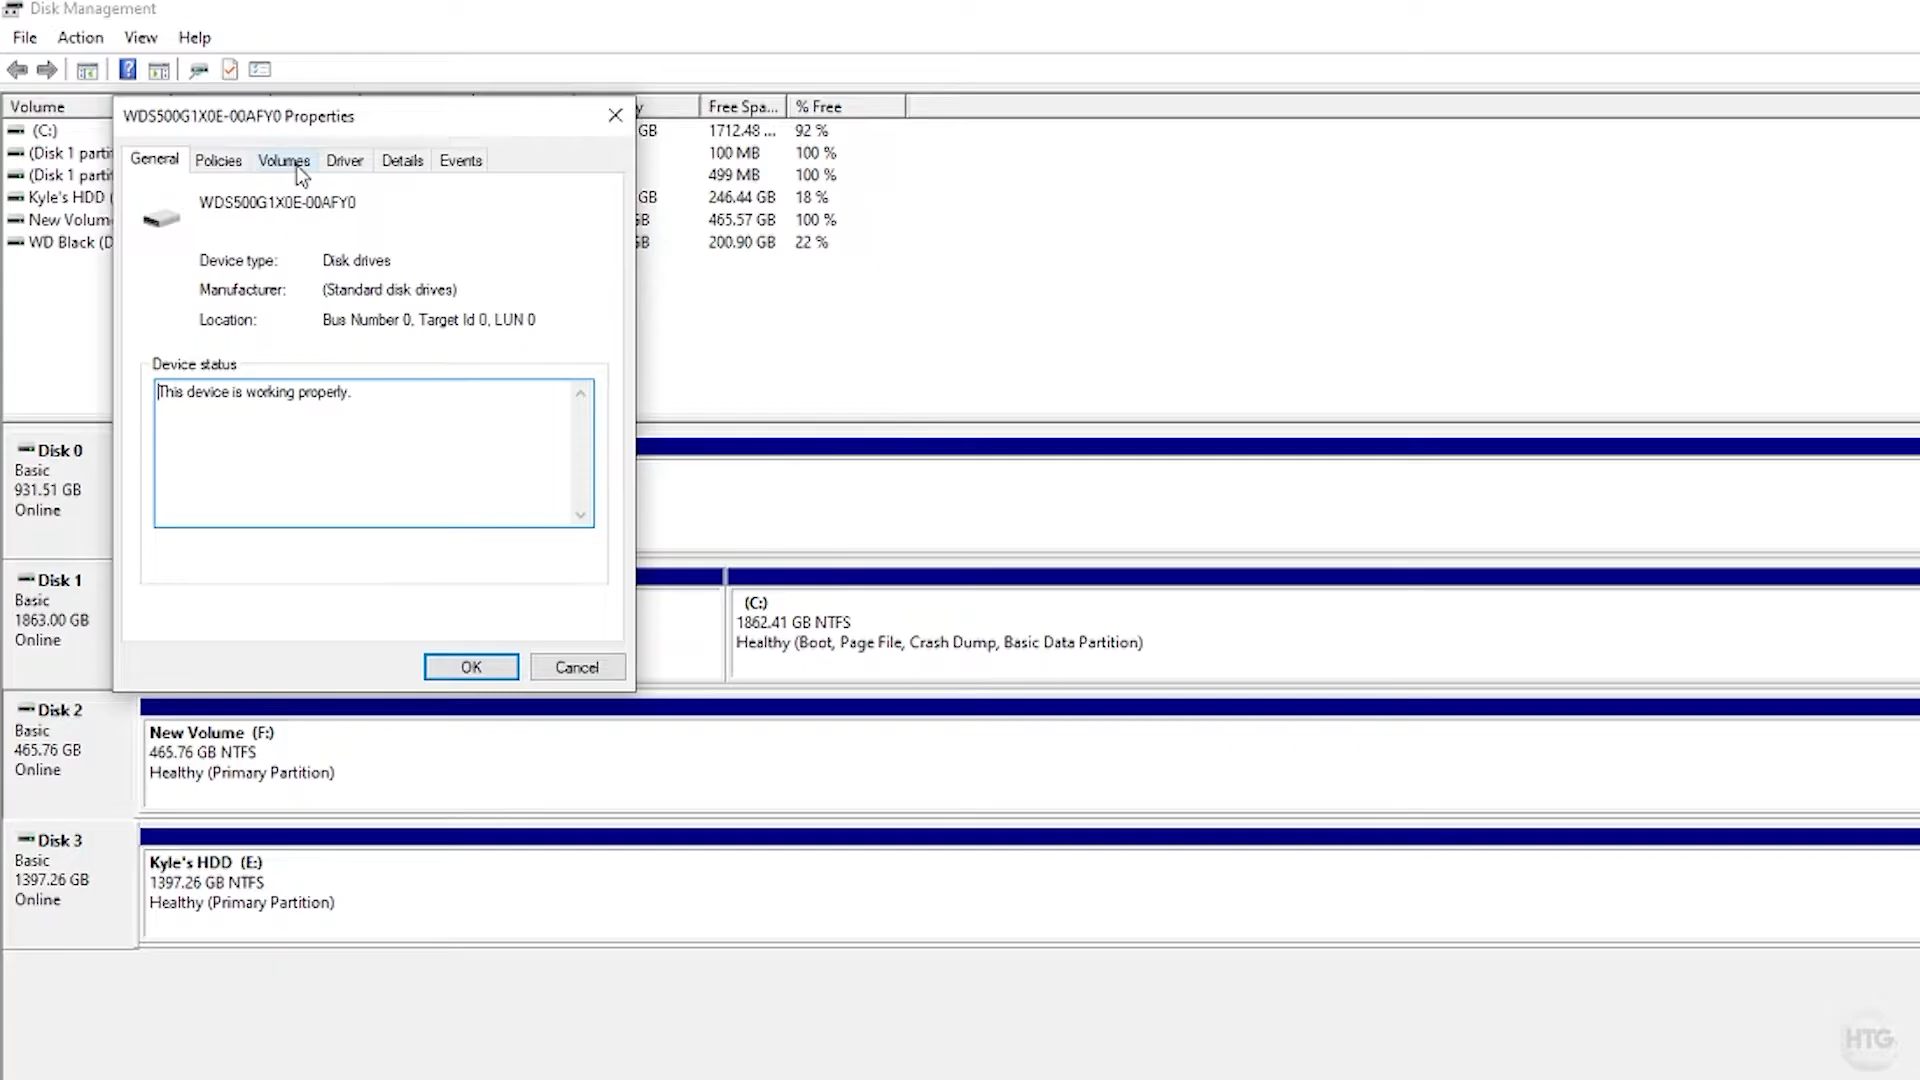 Disk Management
File Action View Help
Volume y Free Spa... % Free
(C:) GB 1712.48 ... 92 %
(Disk 1 parti 100 MB 100 %
(Disk 1 parti 499 MB 100 %
Kyle's HDD ( GB 246.44 GB 18 %
New Volum GB 465.57 GB 100 %
WD Black (D GB 200.90 GB 22 %
WDS500G1X0E-00AFY0 Properties
General Policies Volumes Driver Details Events
WDS500G1X0E-00AFY0
Device type: Disk drives
Manufacturer: (Standard disk drives)
Location: Bus Number 0, Target Id 0, LUN 0
Device status
This device is working properly.
OK Cancel
Disk 0
Basic
931.51 GB
Online
Disk 1
Basic
1863.00 GB
Online
(C:)
1862.41 GB NTFS
Healthy (Boot, Page File, Crash Dump, Basic Data Partition)
Disk 2
Basic
465.76 GB
Online
New Volume (F:)
465.76 GB NTFS
Healthy (Primary Partition)
Disk 3
Basic
1397.26 GB
Online
Kyle's HDD (E:)
1397.26 GB NTFS
Healthy (Primary Partition)
HTG